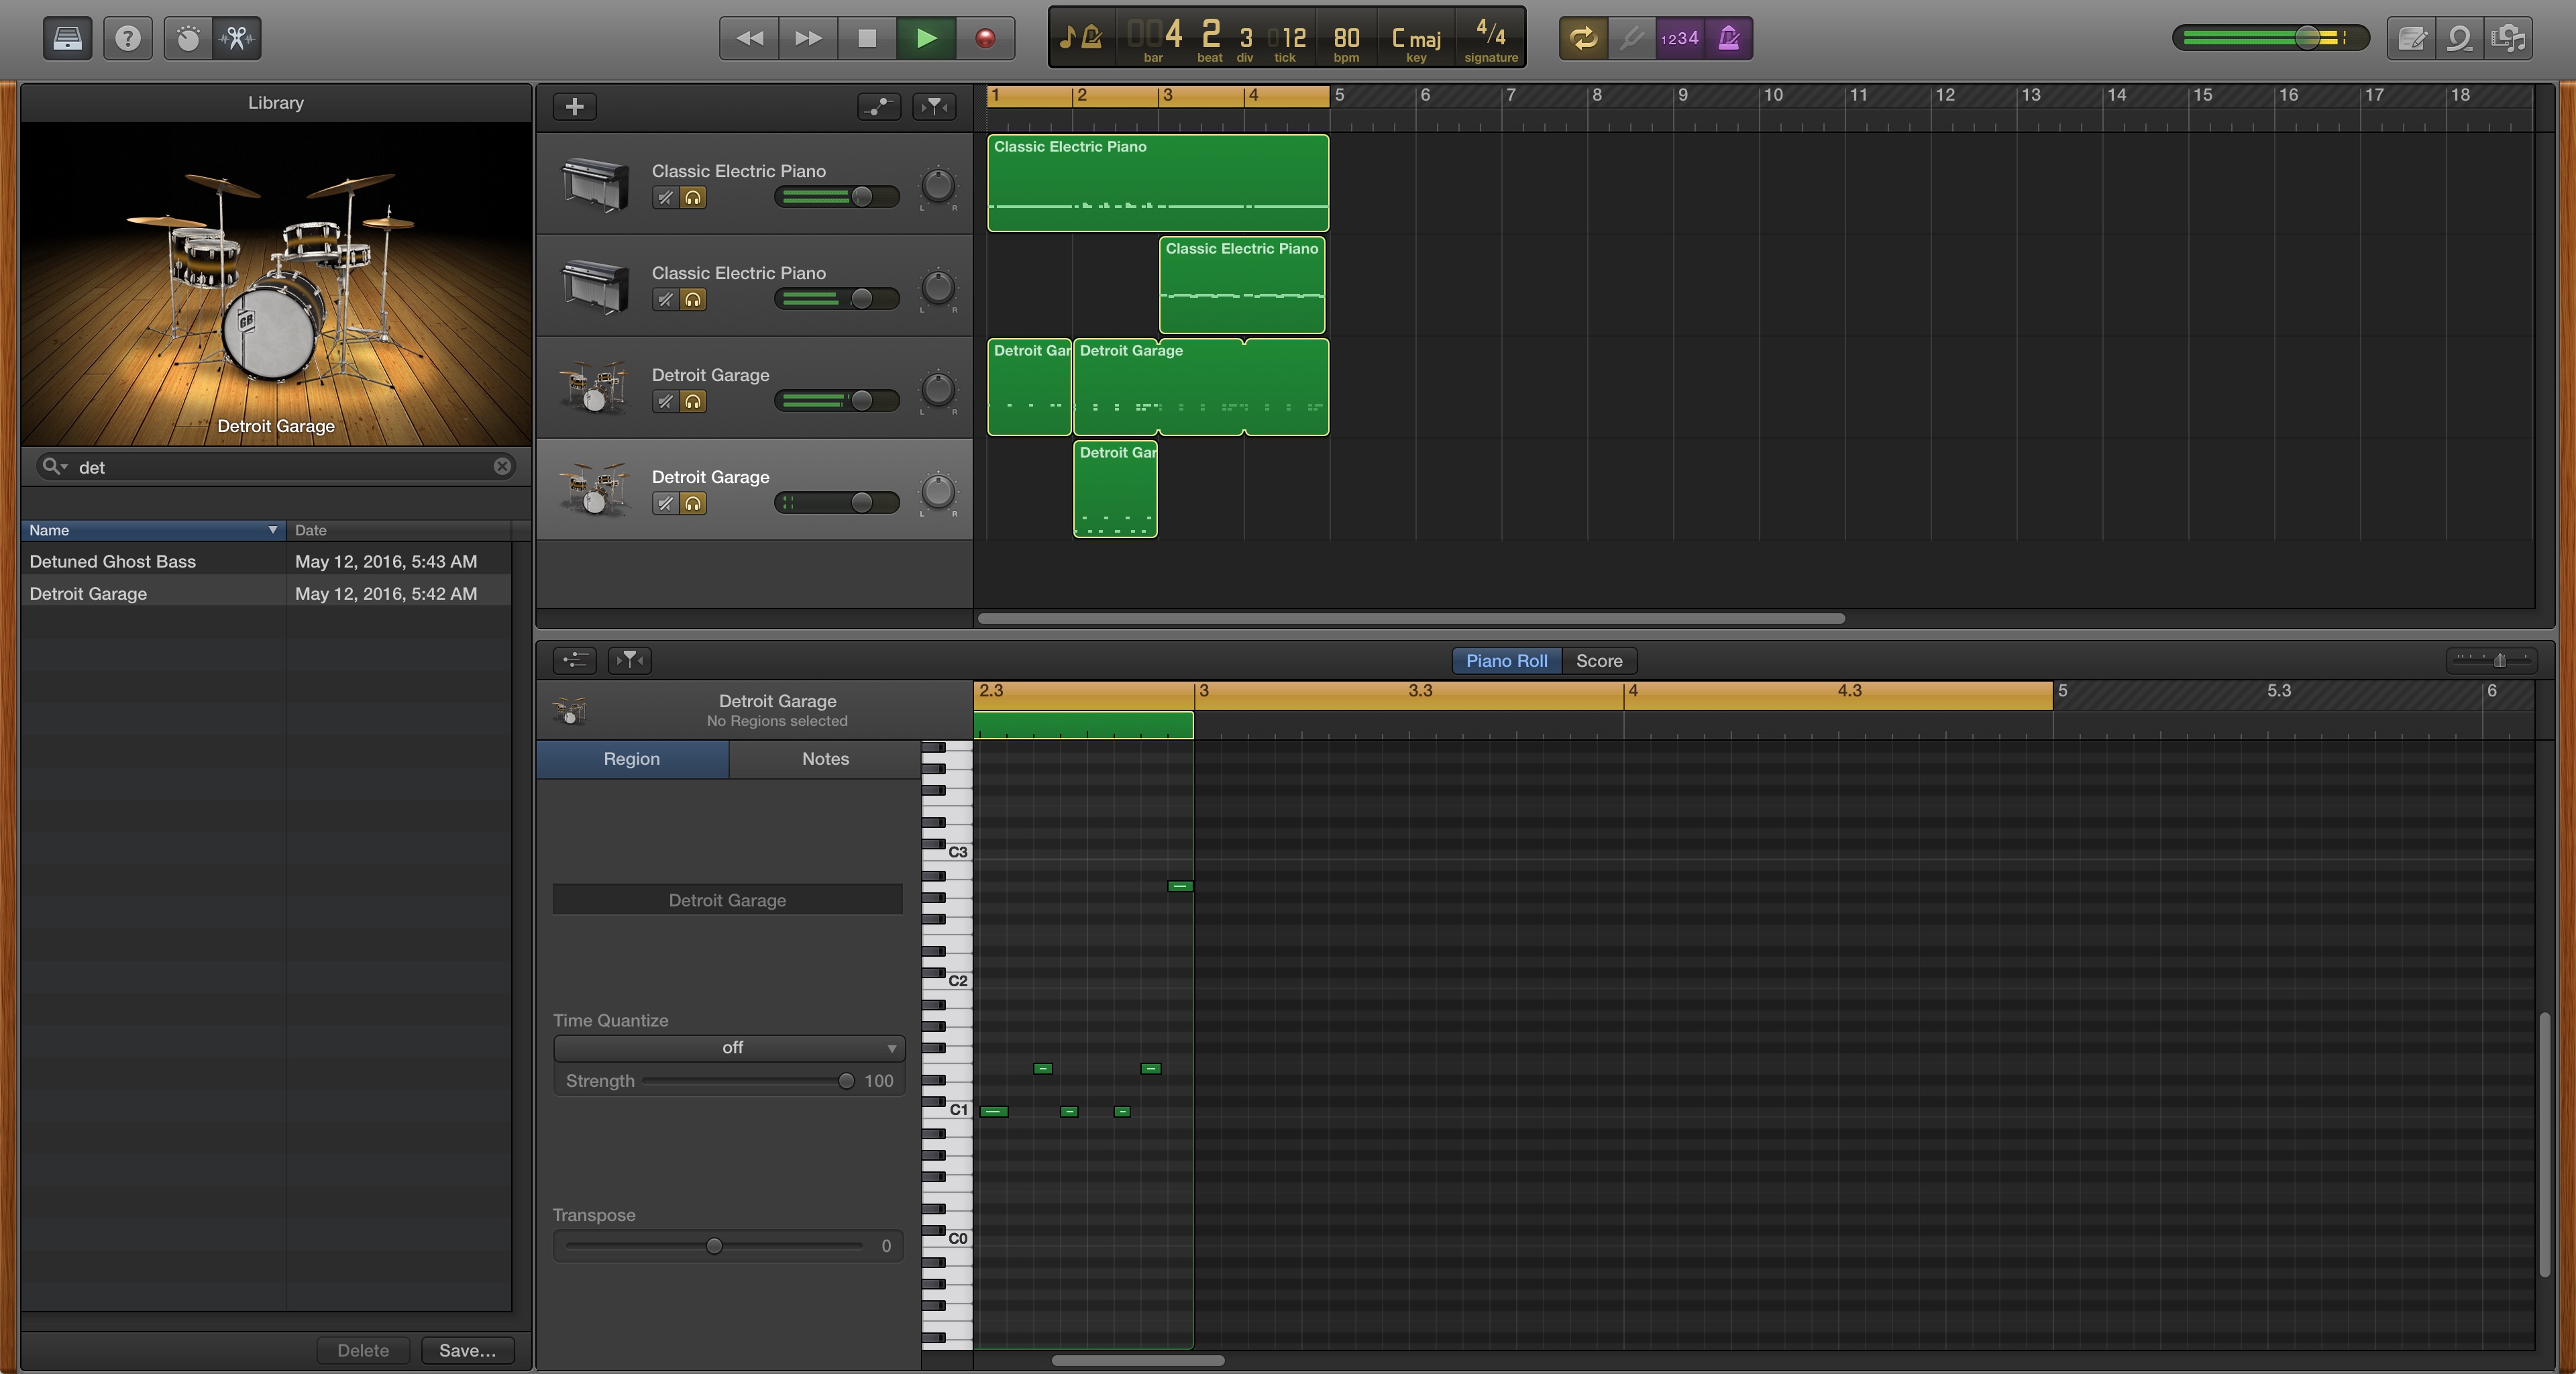 1234
4 2 3 12 80 C maj 4/4
bar beat div tick bpm key signature
Library
GB
Detroit Garage
det
Name Date
Detuned Ghost Bass May 12, 2016, 5:43 AM
Detroit Garage May 12, 2016, 5:42 AM
Delete Save...
1 2 3 4 5 6 7 8 9 10 11 12 13 14 15 16 17 18
Classic Electric Piano
L R
Classic Electric Piano
Classic Electric Piano
L R
Classic Electric Piano
Detroit Garage
L R
Detroit Gar
Detroit Garage
Detroit Garage
L R
Detroit Gar
Piano Roll Score
Detroit Garage
No Regions selected
2.3 3 3.3 4 4.3 5 5.3 6
Region Notes
Detroit Garage
Time Quantize
off
Strength 100
Transpose
0
C3
C2
C1
C0